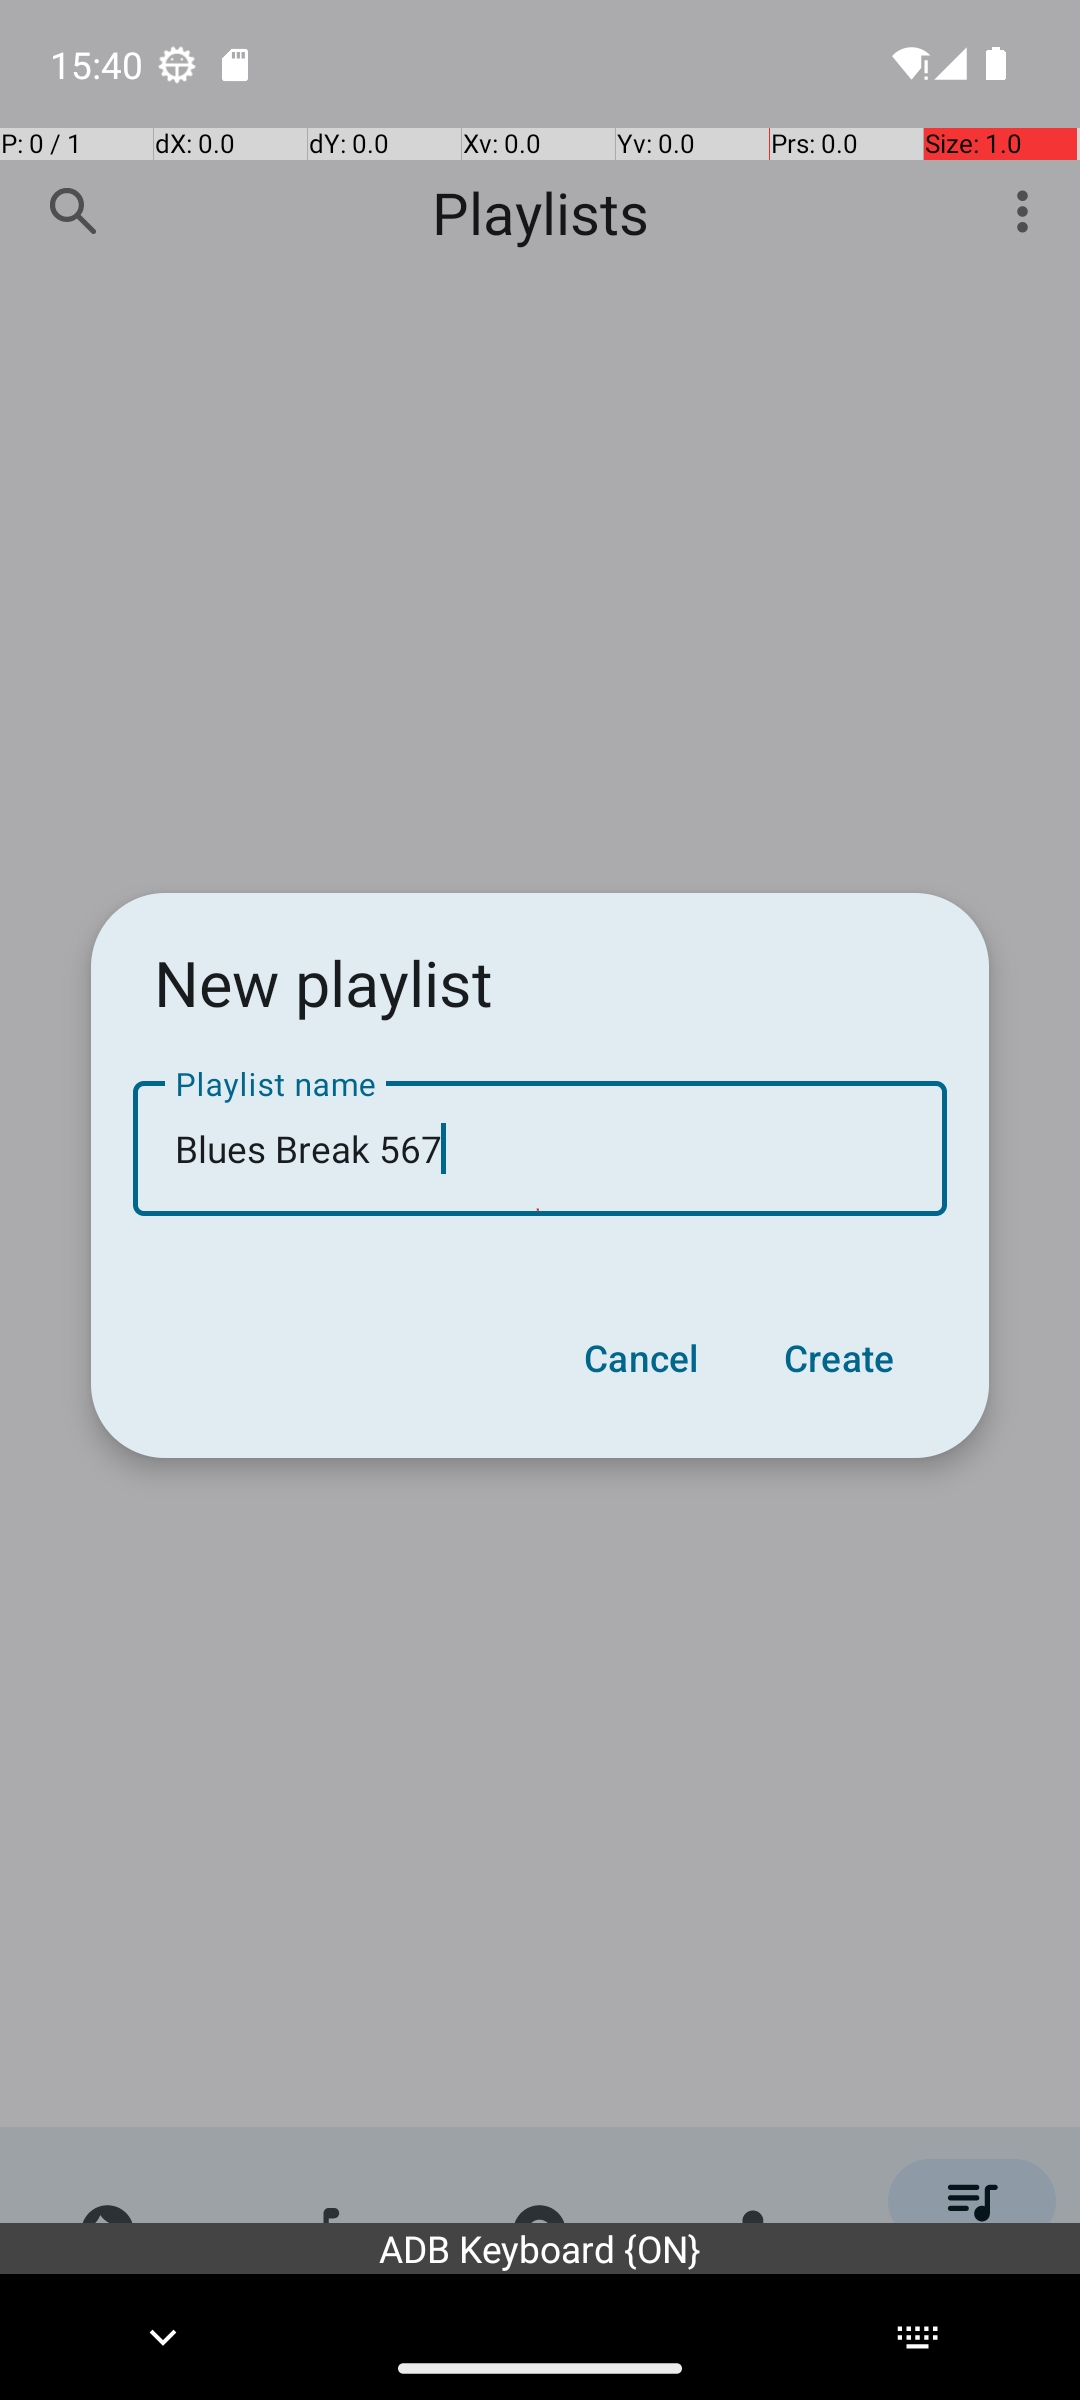 15:40
P: 0 / 1 dX: 0.0 dY: 0.0 Xv: 0.0 Yv: 0.0 Prs: 0.0 Size: 1.0
Playlists
New playlist
Playlist name
Blues Break 567
Cancel Create
ADB Keyboard {ON}